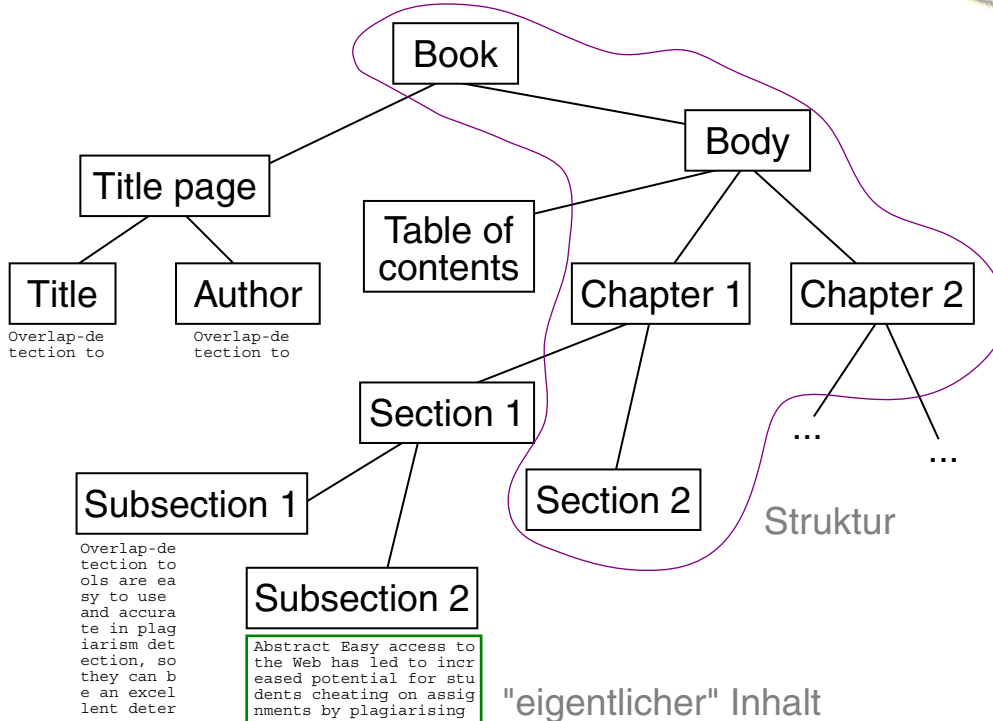 Book
Body
Title page
Table of
contents
Title
Author
Chapter 1
Chapter 2
Overlap-de
tection to
Overlap-de
tection to
Section 1
...
...
Subsection 1
Section 2
Struktur
Overlap-de
tection to
ols are ea
sy to use
and accura
te in plag
iarism det
ection, so
they can b
e an excel
lent deter
Subsection 2
Abstract Easy access to
the Web has led to incr
eased potential for stu
dents cheating on assig
nments by plagiarising
"eigentlicher" Inhalt